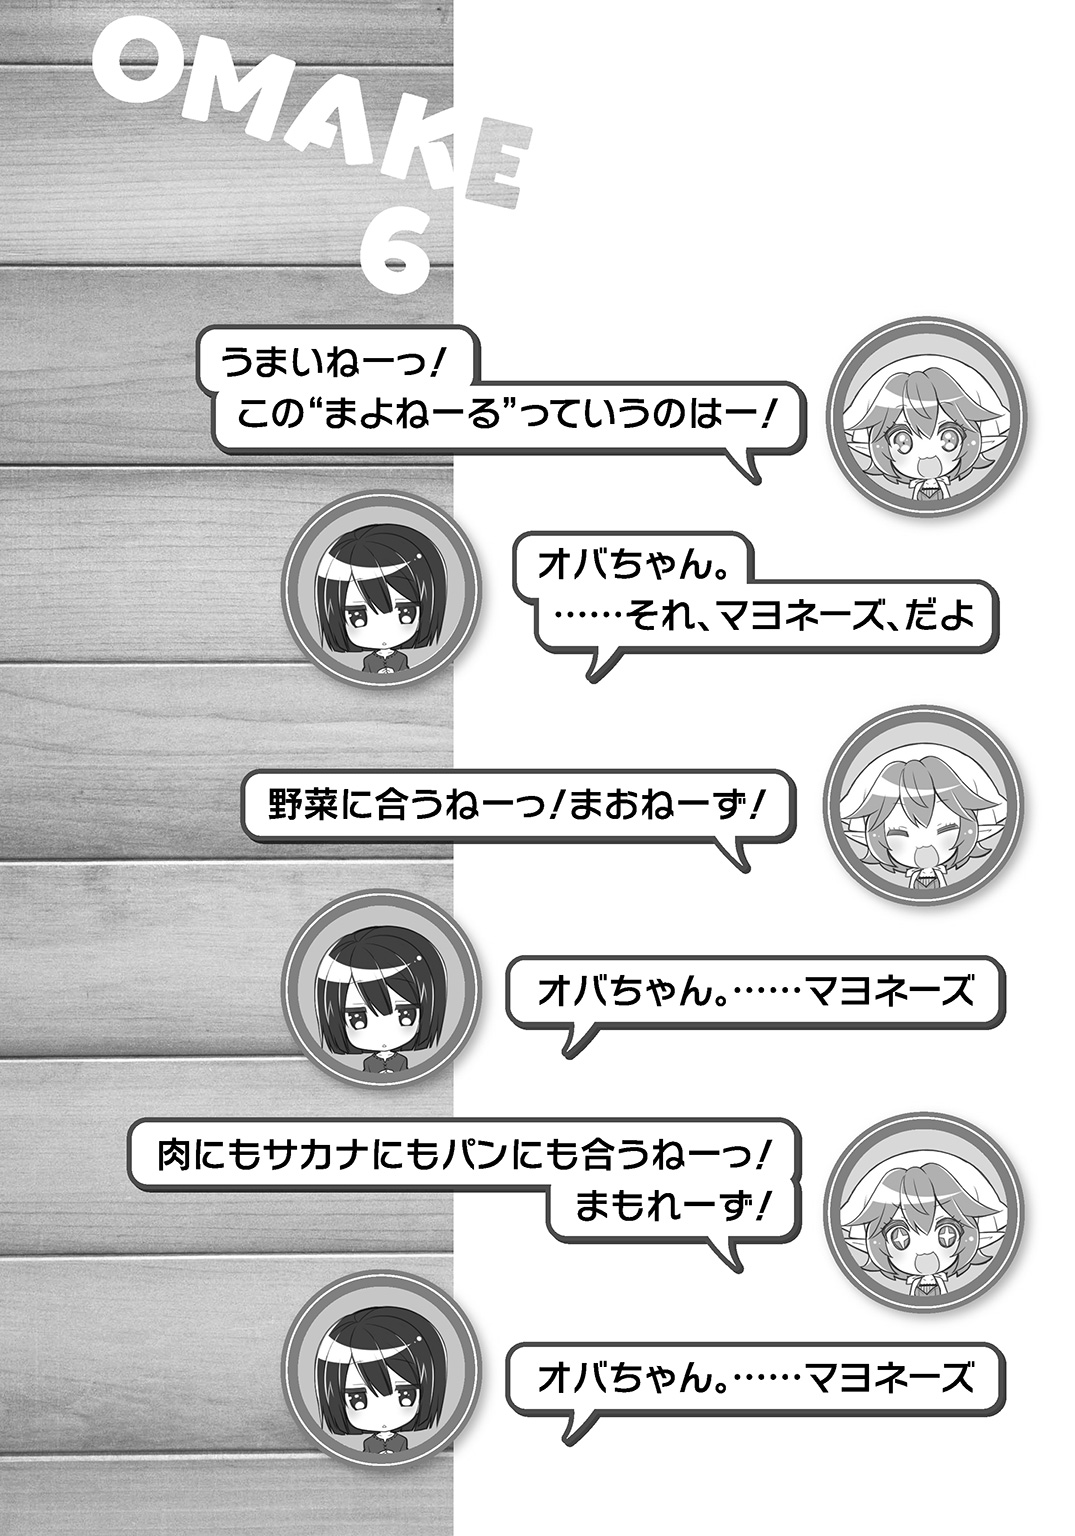 OMAKE
6
うまいねーっ！
この“まよねーる”っていうのはー！
オバちゃん。
……それ、マヨネーズ、だよ
野菜に合うねーっ！まおねーず！
オバちゃん。……マヨネーズ
肉にもサカナにもパンにも合うねーっ！
まもれーず！
オバちゃん。……マヨネーズ